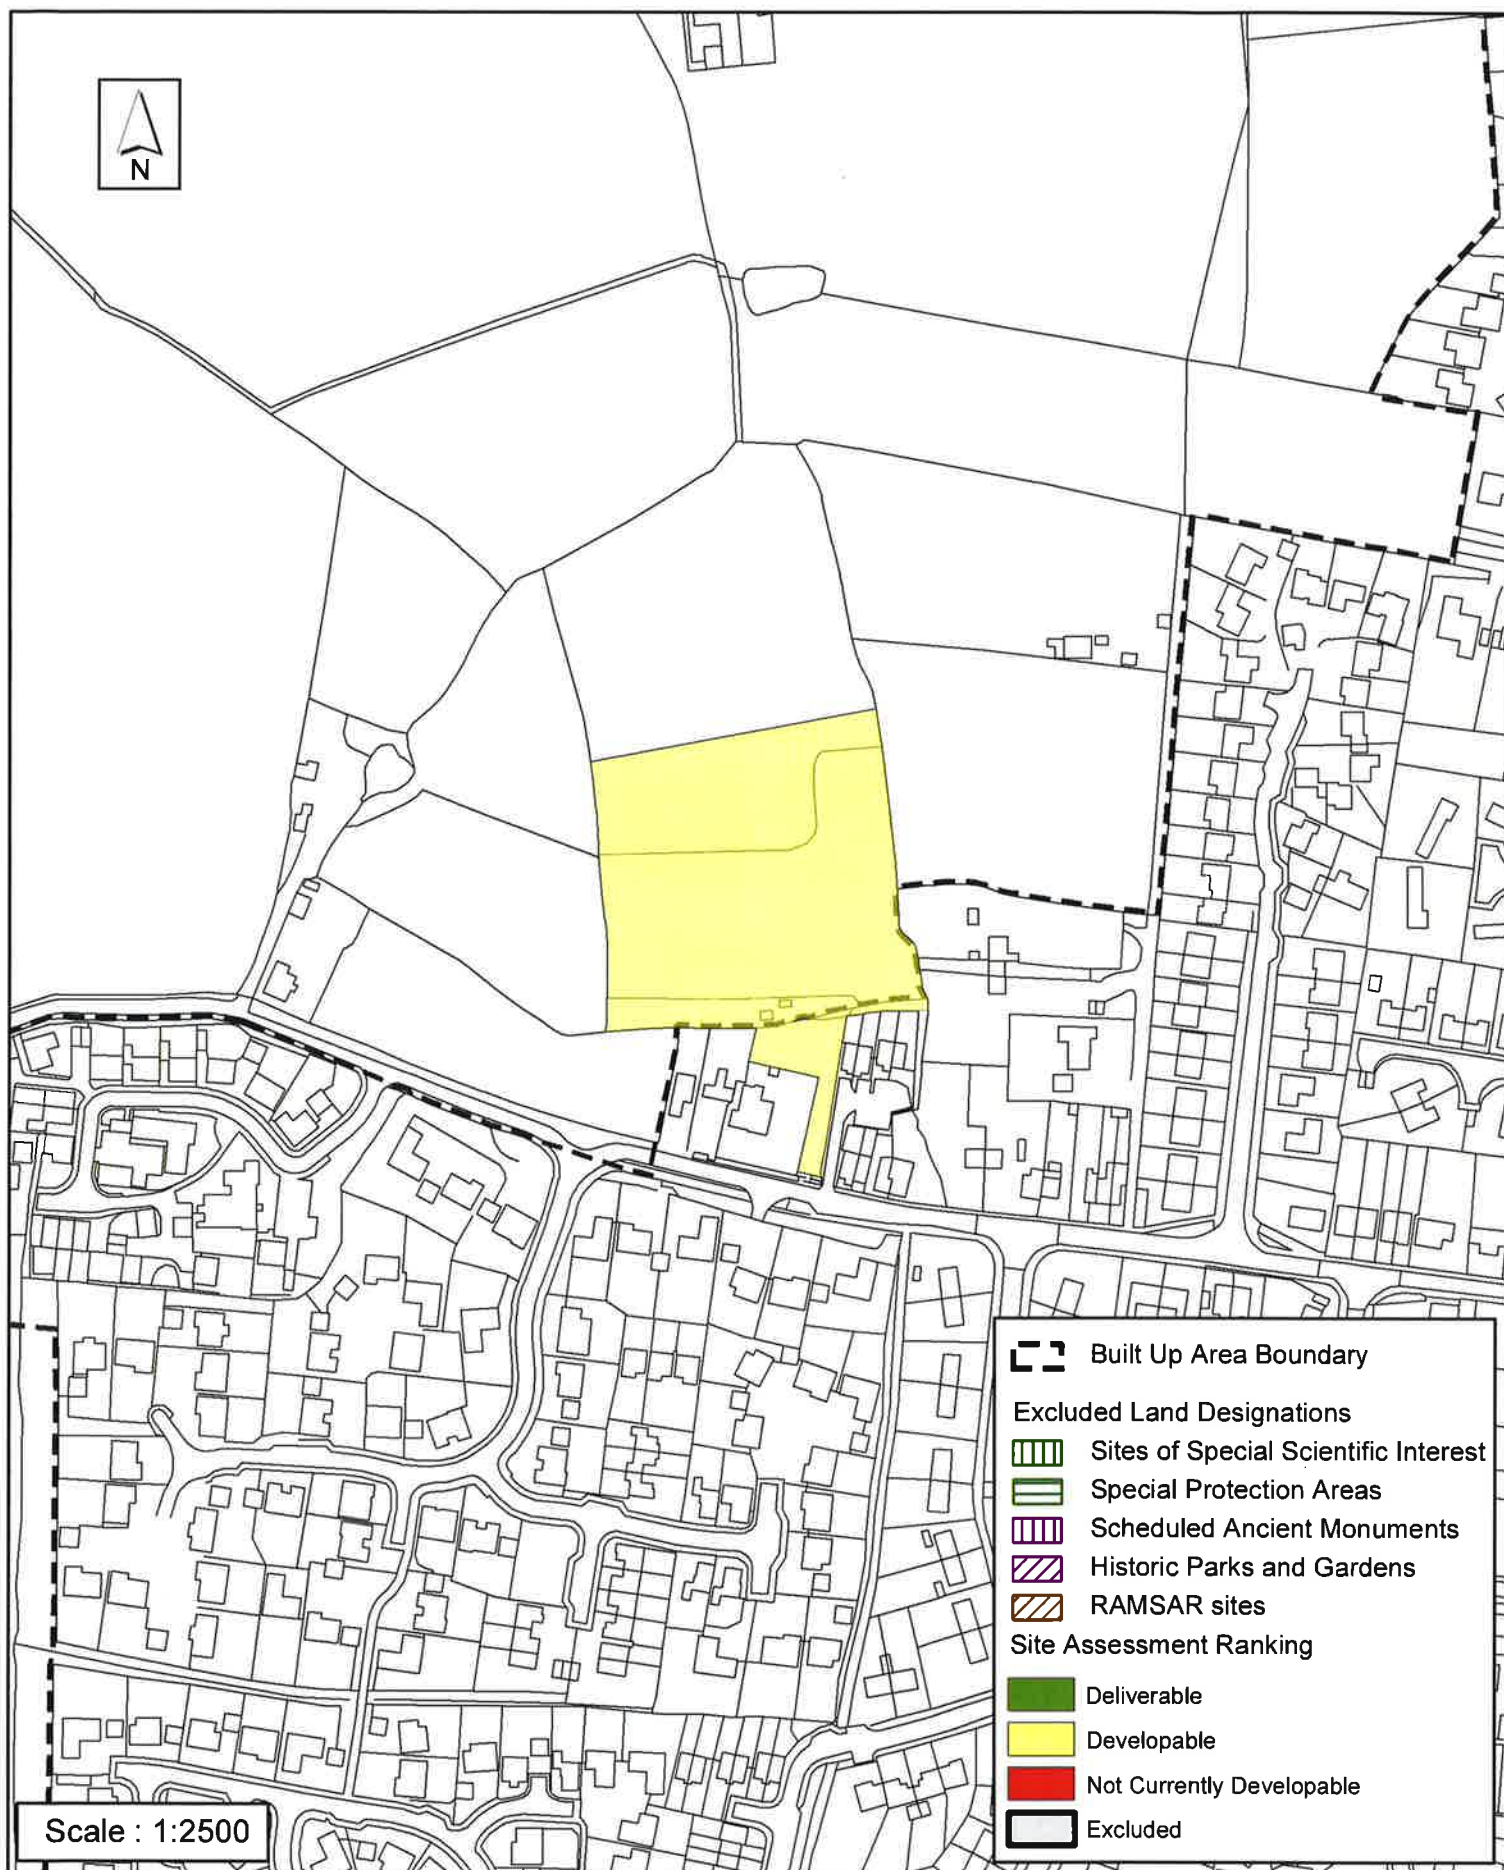 N
Built Up Area Boundary
Excluded Land Designations
Sites of Special Scientific Interest
Special Protection Areas
Scheduled Ancient Monuments
Historic Parks and Gardens
RAMSAR sites
Site Assessment Ranking
Deliverable
Developable
Not Currently Developable
Excluded
Scale : 1:2500